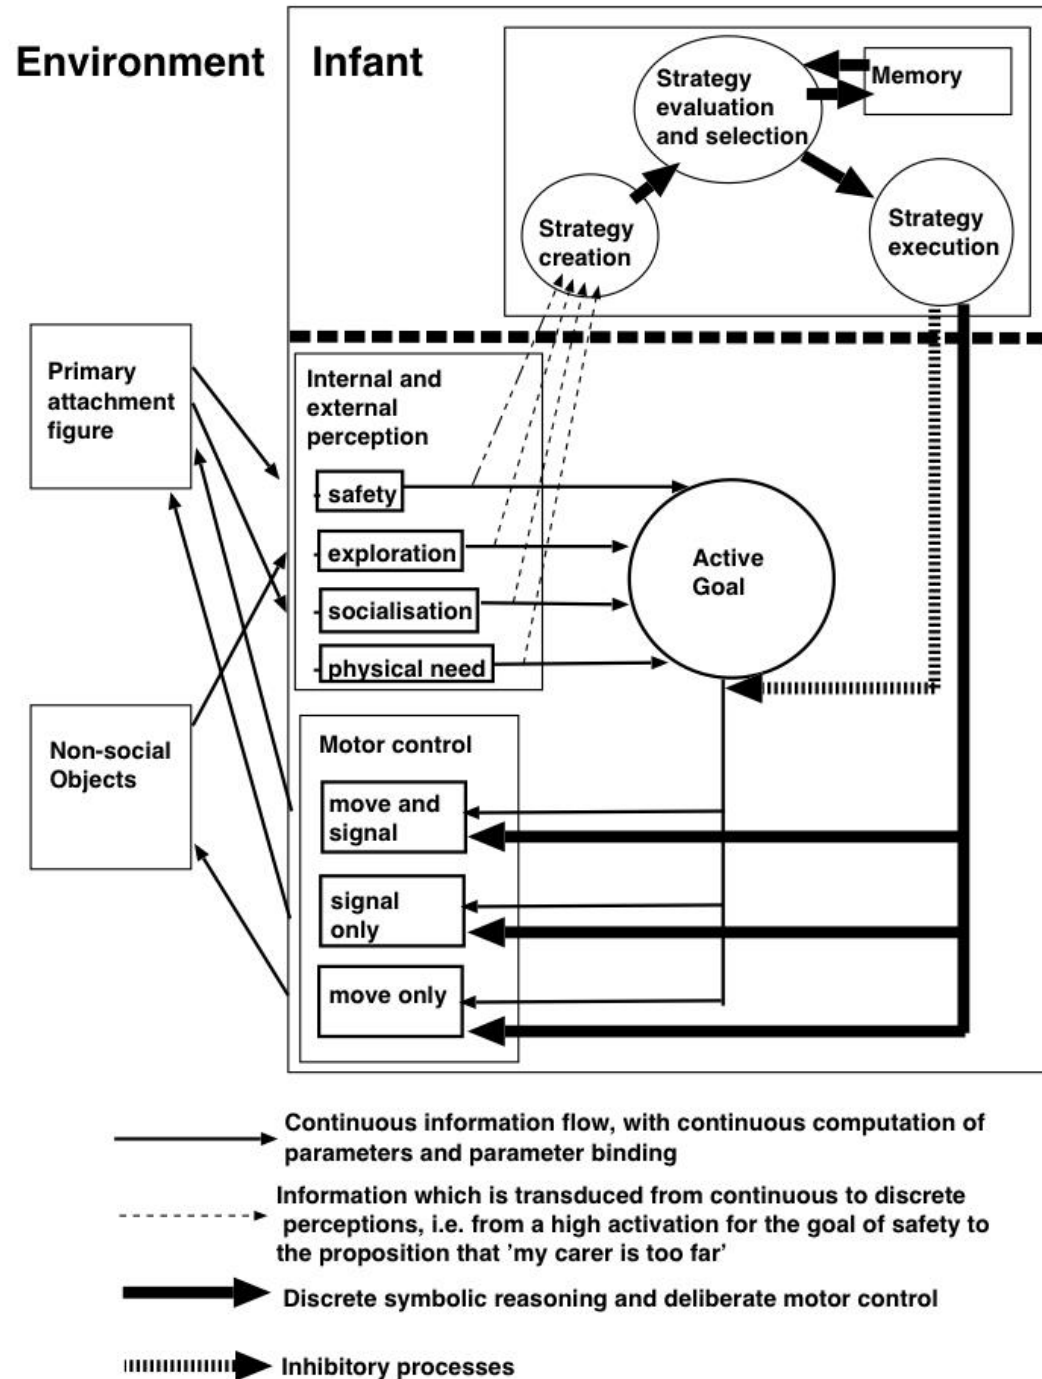 Environment
Infant
Strategy
evaluation
and selection
Memory
Strategy
creation
Strategy
execution
Primary
attachment
figure
Internal and
external
perception
safety
exploration
socialisation
physical need
Active
Goal
Non-social
Objects
Motor control
move and
signal
signal
only
move only
Continuous information flow, with continuous computation of
parameters and parameter binding
Information which is transduced from continuous to discrete
perceptions, i.e. from a high activation for the goal of safety to
the proposition that 'my carer is too far'
Discrete symbolic reasoning and deliberate motor control
Inhibitory processes